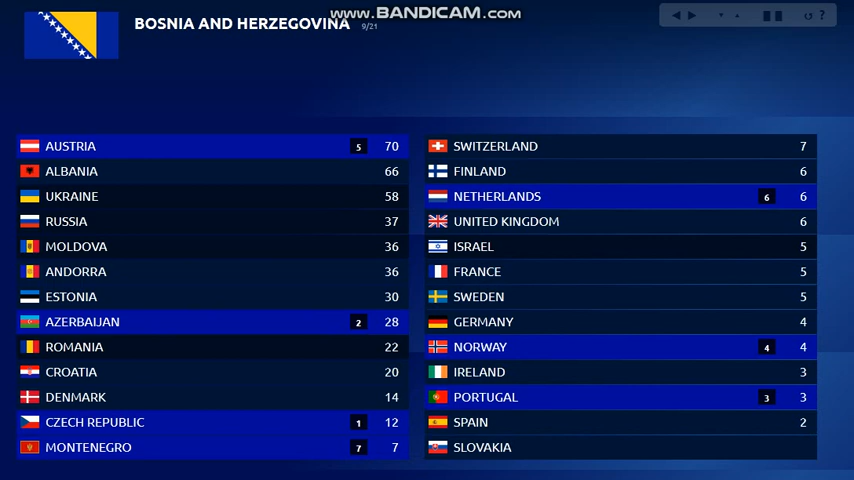 www.BANDICAM.com
BOSNIA AND HERZEGOVINA
9/21
AUSTRIA 5 70
ALBANIA 66
UKRAINE 58
RUSSIA 37
MOLDOVA 36
ANDORRA 36
ESTONIA 30
AZERBAIJAN 2 28
ROMANIA 22
CROATIA 20
DENMARK 14
CZECH REPUBLIC 1 12
MONTENEGRO 7 7
SWITZERLAND 7
FINLAND 6
NETHERLANDS 6 6
UNITED KINGDOM 6
ISRAEL 5
FRANCE 5
SWEDEN 5
GERMANY 4
NORWAY 4 4
IRELAND 3
PORTUGAL 3 3
SPAIN 2
SLOVAKIA